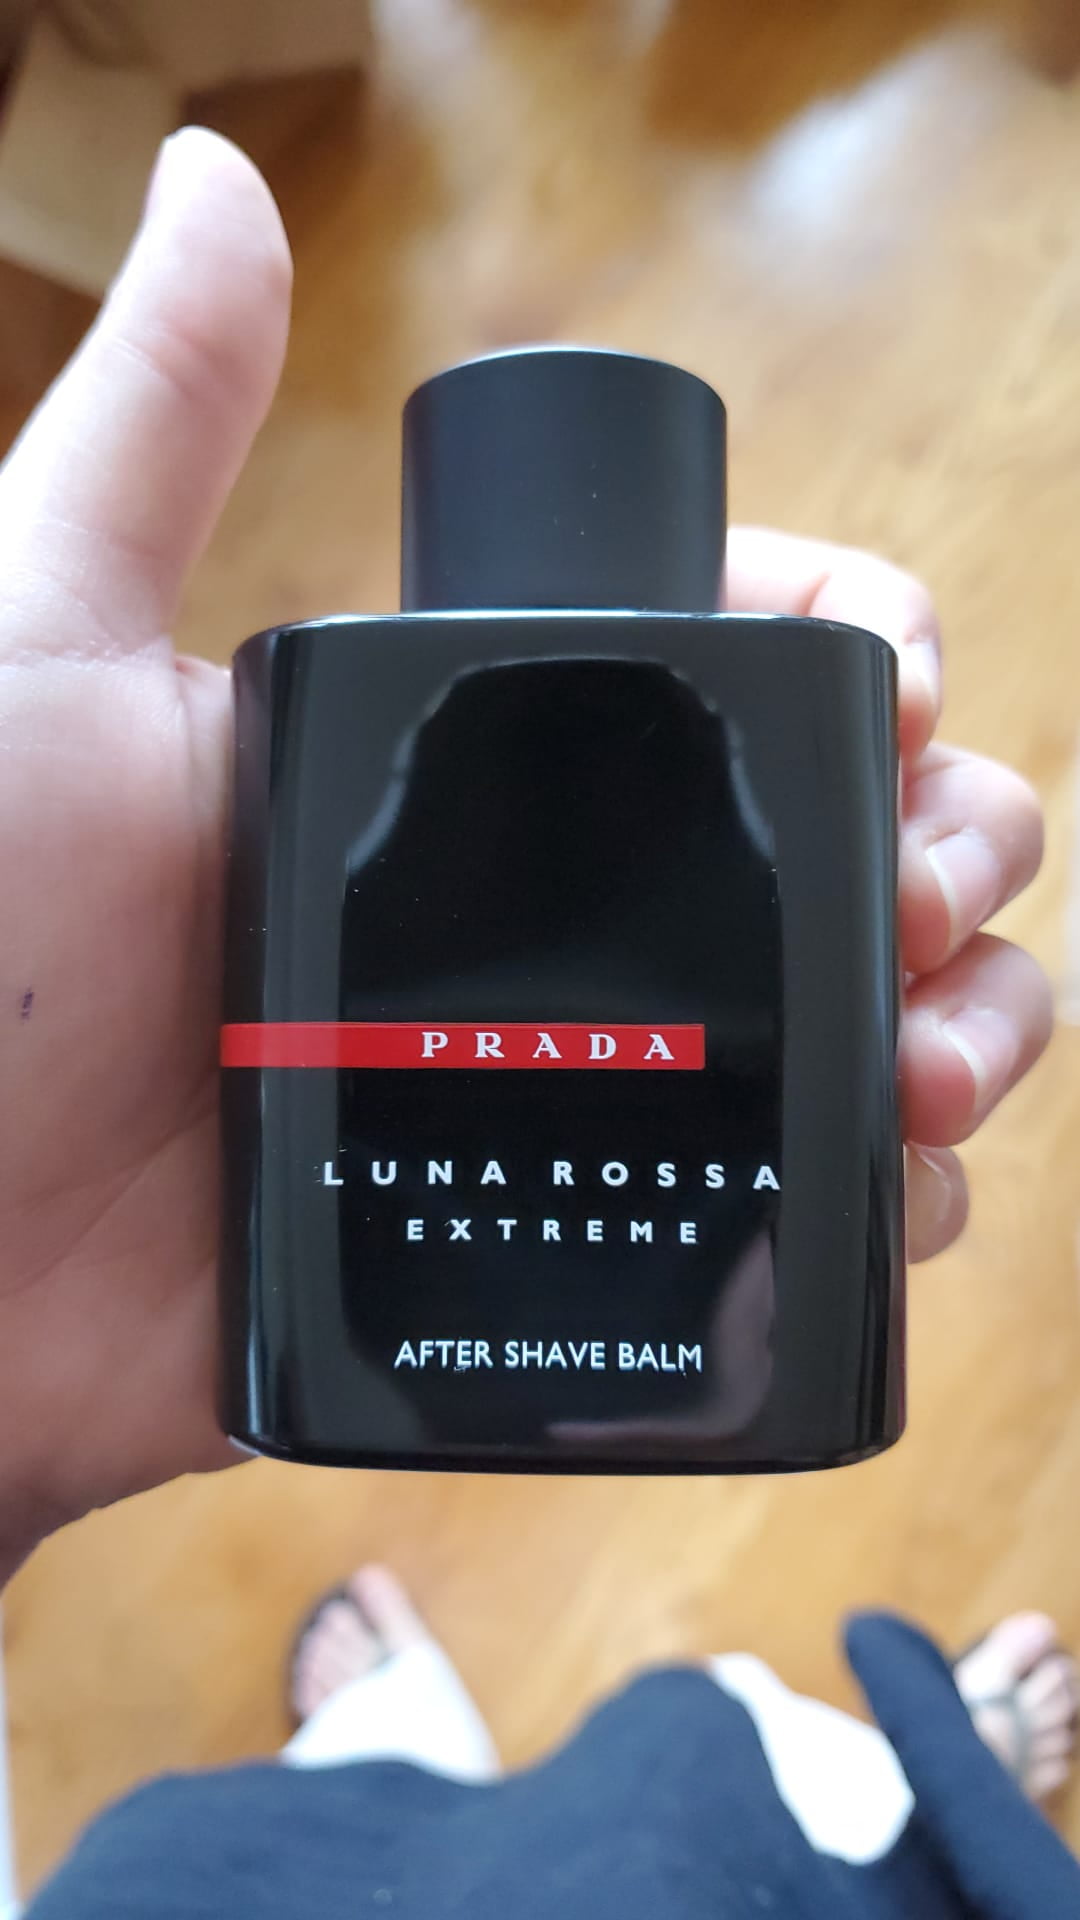 PRADA
LUNA ROSSA
EXTREME
AFTER SHAVE BALM